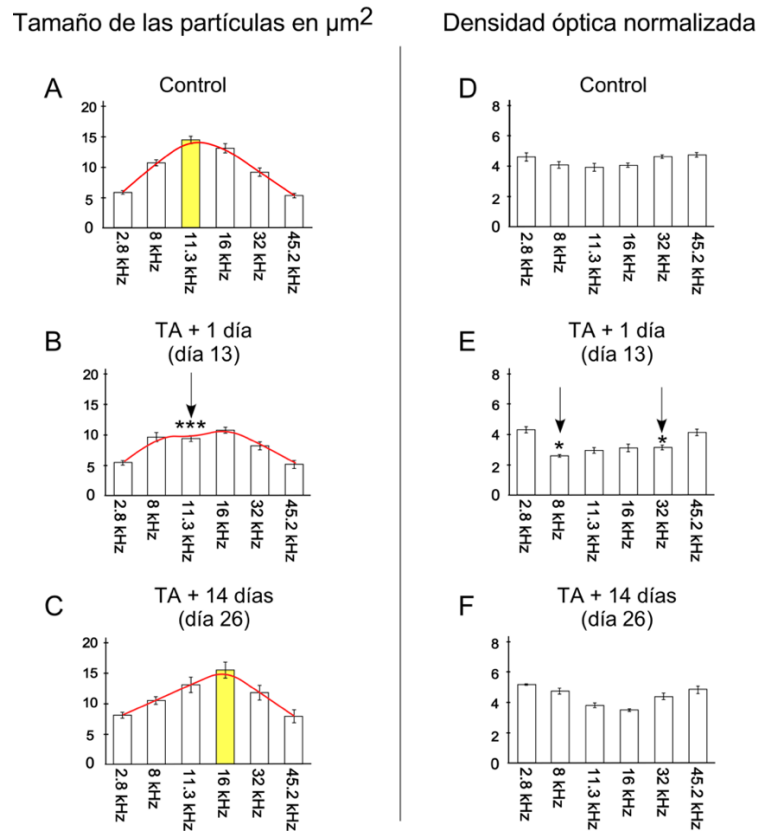 Tamaño de las partículas en µm2
Densidad óptica normalizada
A
Control
20
15
10
5
0
2.8 kHz
8 kHz
11.3 kHz
16 kHz
32 kHz
45.2 kHz
D
Control
8
6
4
2
0
2.8 kHz
8 kHz
11.3 kHz
16 kHz
32 kHz
45.2 kHz
B
TA + 1 día
(día 13)
20
15
10
5
0
***
2.8 kHz
8 kHz
11.3 kHz
16 kHz
32 kHz
45.2 kHz
E
TA + 1 día
(día 13)
8
6
4
2
0
*
*
2.8 kHz
8 kHz
11.3 kHz
16 kHz
32 kHz
45.2 kHz
C
TA + 14 días
(día 26)
20
15
10
5
0
2.8 kHz
8 kHz
11.3 kHz
16 kHz
32 kHz
45.2 kHz
F
TA + 14 días
(día 26)
8
6
4
2
0
2.8 kHz
8 kHz
11.3 kHz
16 kHz
32 kHz
45.2 kHz